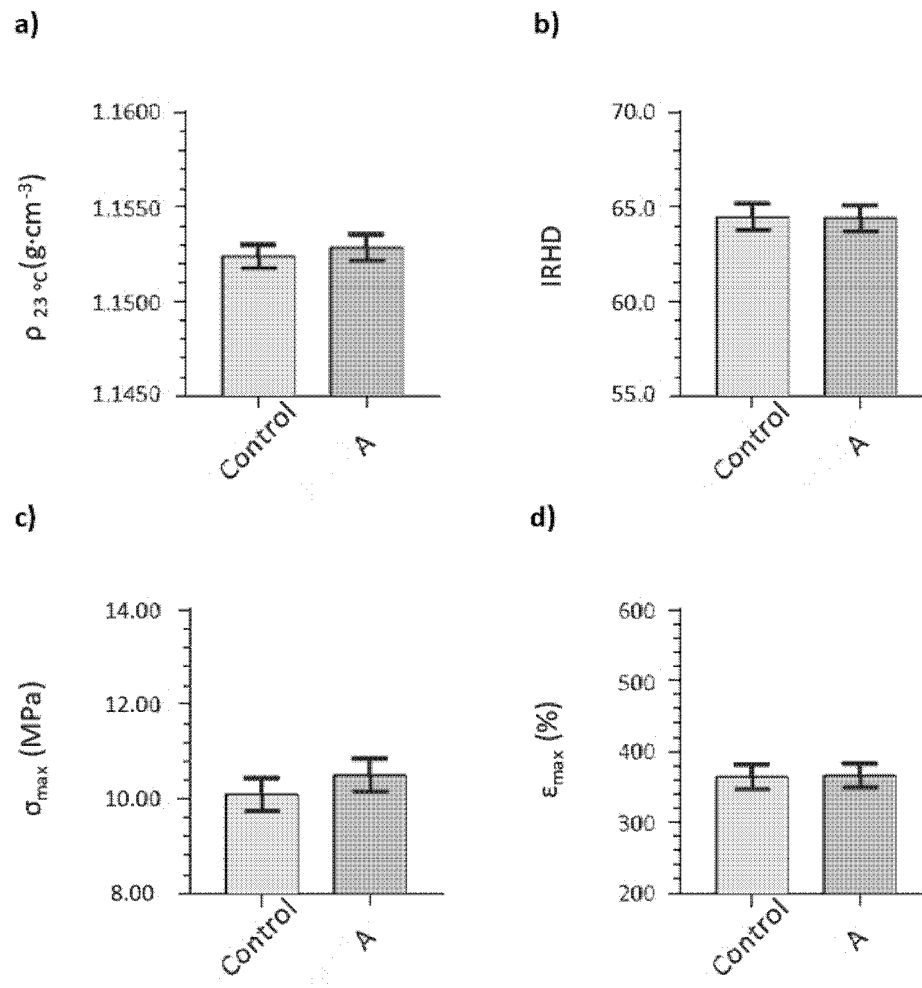 a)
1.1600
1.1550
1.1500
1.1450
ρ 23 ºC (g·cm⁻³)
Control
A
b)
70.0
65.0
60.0
55.0
IRHD
Control
A
c)
14.00
12.00
10.00
8.00
σmax (MPa)
Control
A
d)
600
500
400
300
200
εmax (%)
Control
A